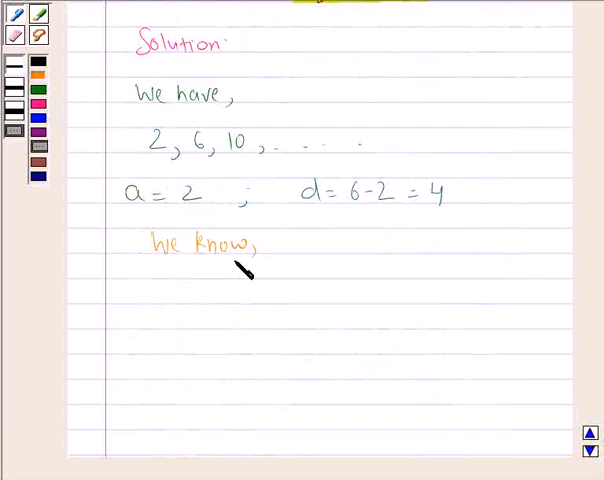 Solution:
We have,
2, 6, 10, . . . .
a = 2 ; d = 6-2 = 4
We know,